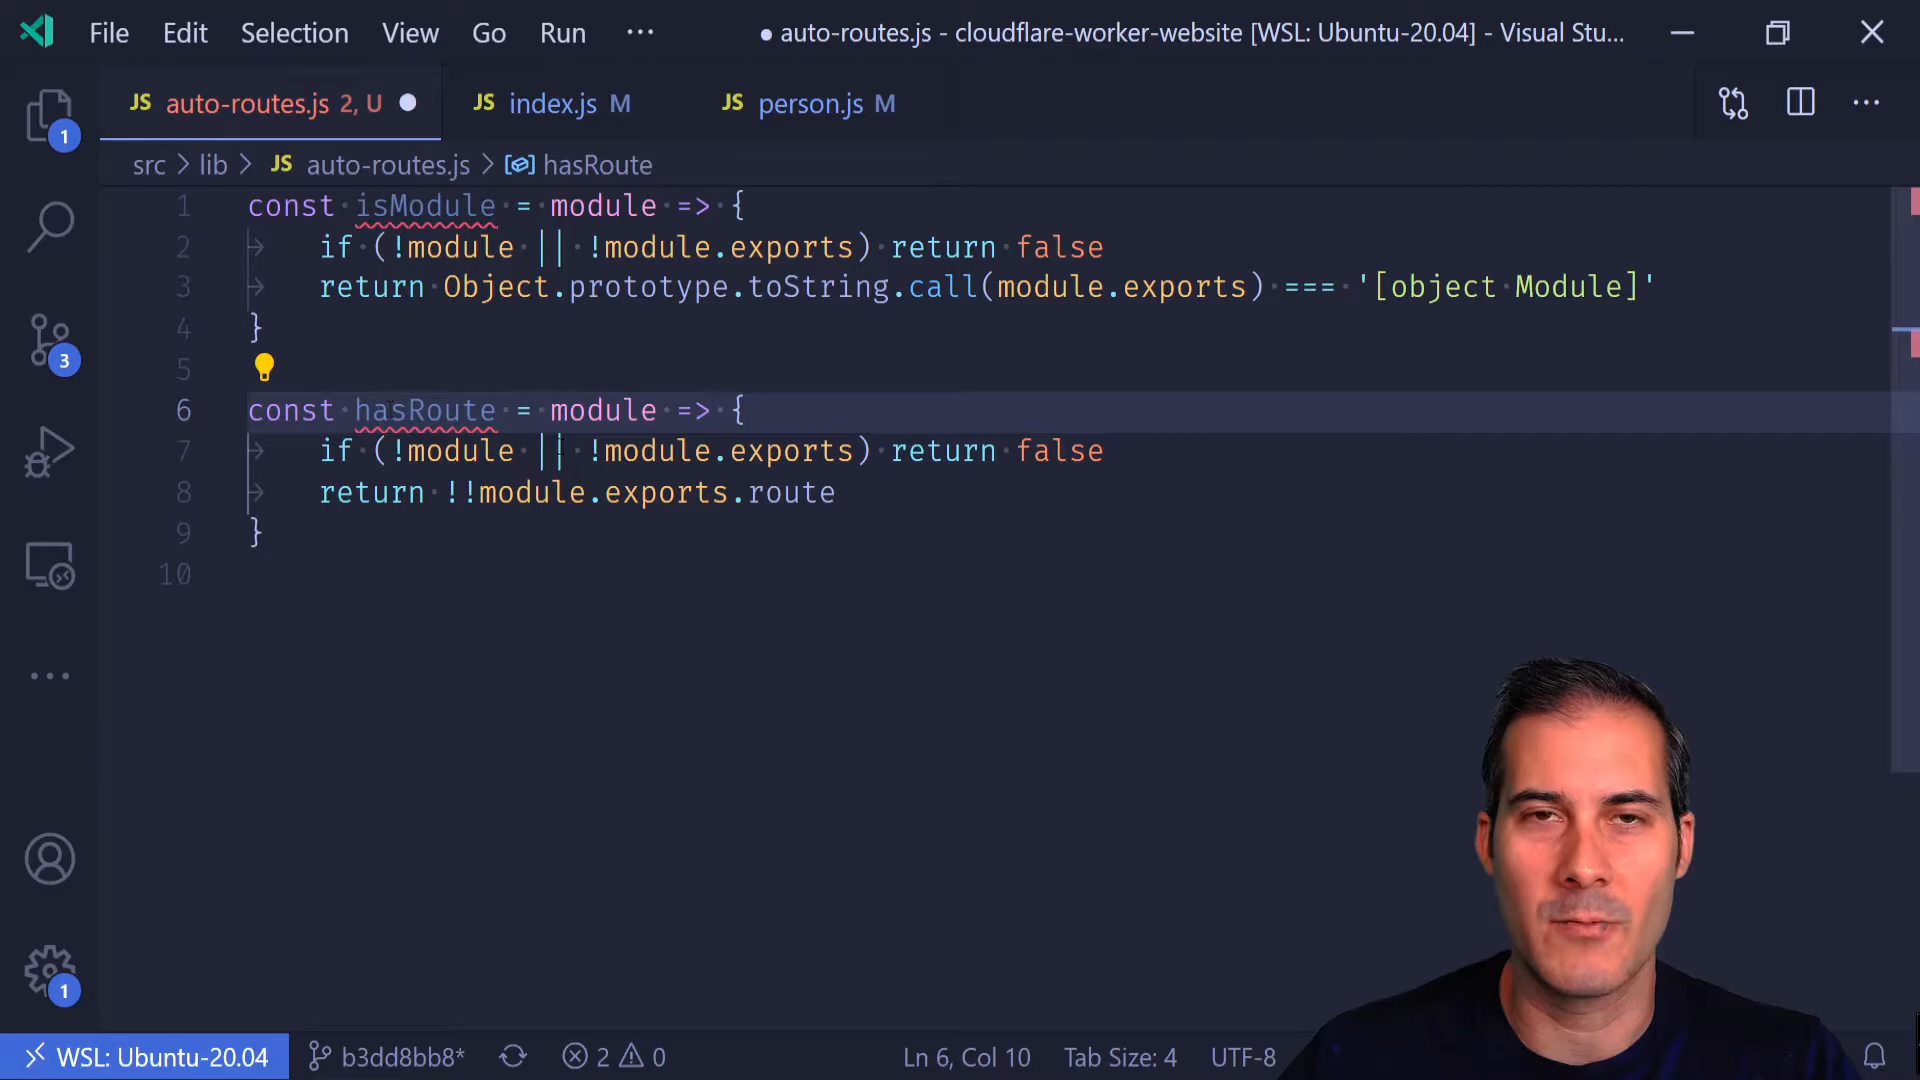 File Edit Selection View Go Run ··· ● auto-routes.js - cloudflare-worker-website [WSL: Ubuntu-20.04] - Visual Stu...
JS auto-routes.js 2, U ● JS index.js M JS person.js M
1
src > lib > JS auto-routes.js > hasRoute
1 const isModule = module => {
2 if (!module || !module.exports) return false
3 return Object.prototype.toString.call(module.exports) === '[object Module]'
4 }
3
5
6 const hasRoute = module => {
7 if (!module || !module.exports) return false
8 return !!module.exports.route
9 }
10
1
WSL: Ubuntu-20.04 b3dd8bb8* 2 0 Ln 6, Col 10 Tab Size: 4 UTF-8